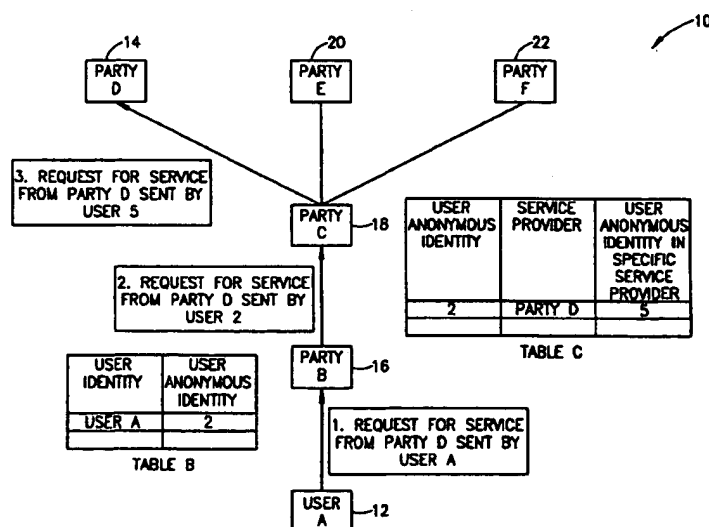 10
14
20
22
PARTY
D
PARTY
E
PARTY
F
3. REQUEST FOR SERVICE
FROM PARTY D SENT BY
USER 5
PARTY
C
18
USER
ANONYMOUS
IDENTITY
SERVICE
PROVIDER
USER
ANONYMOUS
IDENTITY IN
SPECIFIC
SERVICE
PROVIDER
2
PARTY D
5
TABLE C
2. REQUEST FOR SERVICE
FROM PARTY D SENT BY
USER 2
PARTY
B
16
USER
IDENTITY
USER
ANONYMOUS
IDENTITY
USER A
2
TABLE B
1. REQUEST FOR SERVICE
FROM PARTY D SENT BY
USER A
USER
A
12